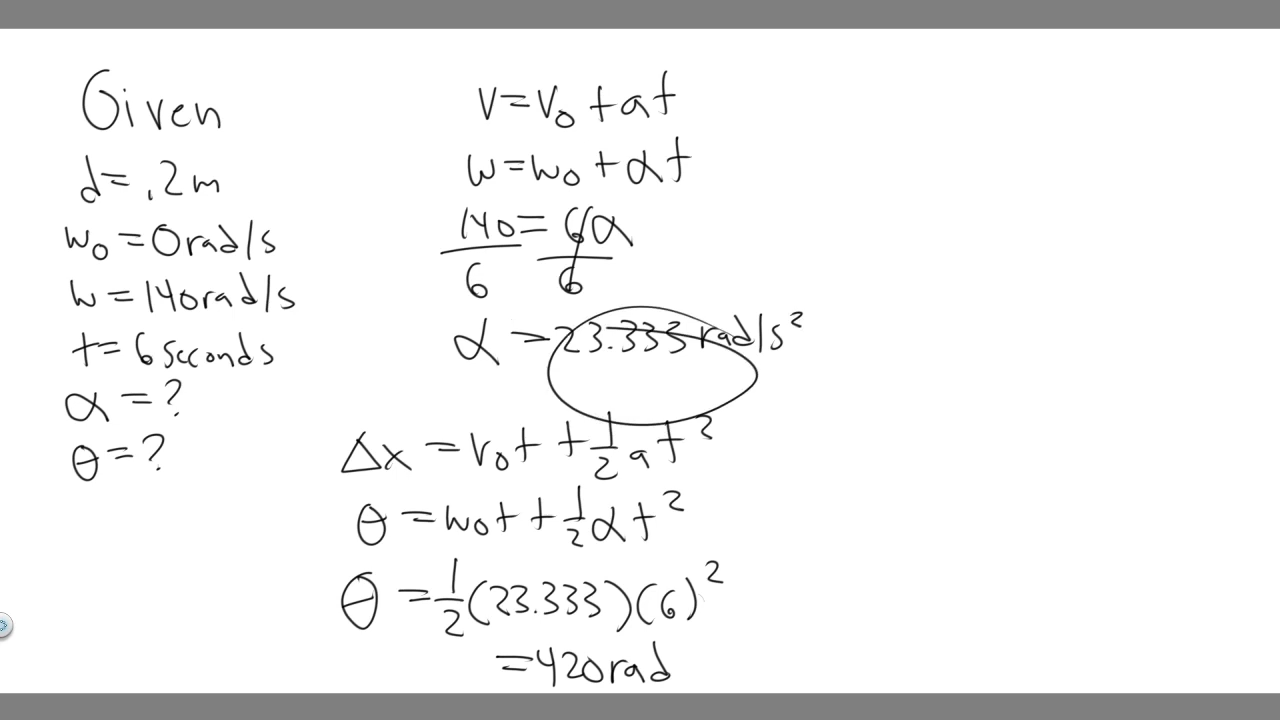 Given
d=.2m
w₀=0rad/s
w=140rad/s
t=6seconds
α=?
θ=?
v=v₀+at
w=w₀+αt
140=6α
6 6
α=23.333rad/s²
Δx=v₀t+1/2at²
θ=w₀t+1/2αt²
θ=1/2(23.333)(6)²
=420rad